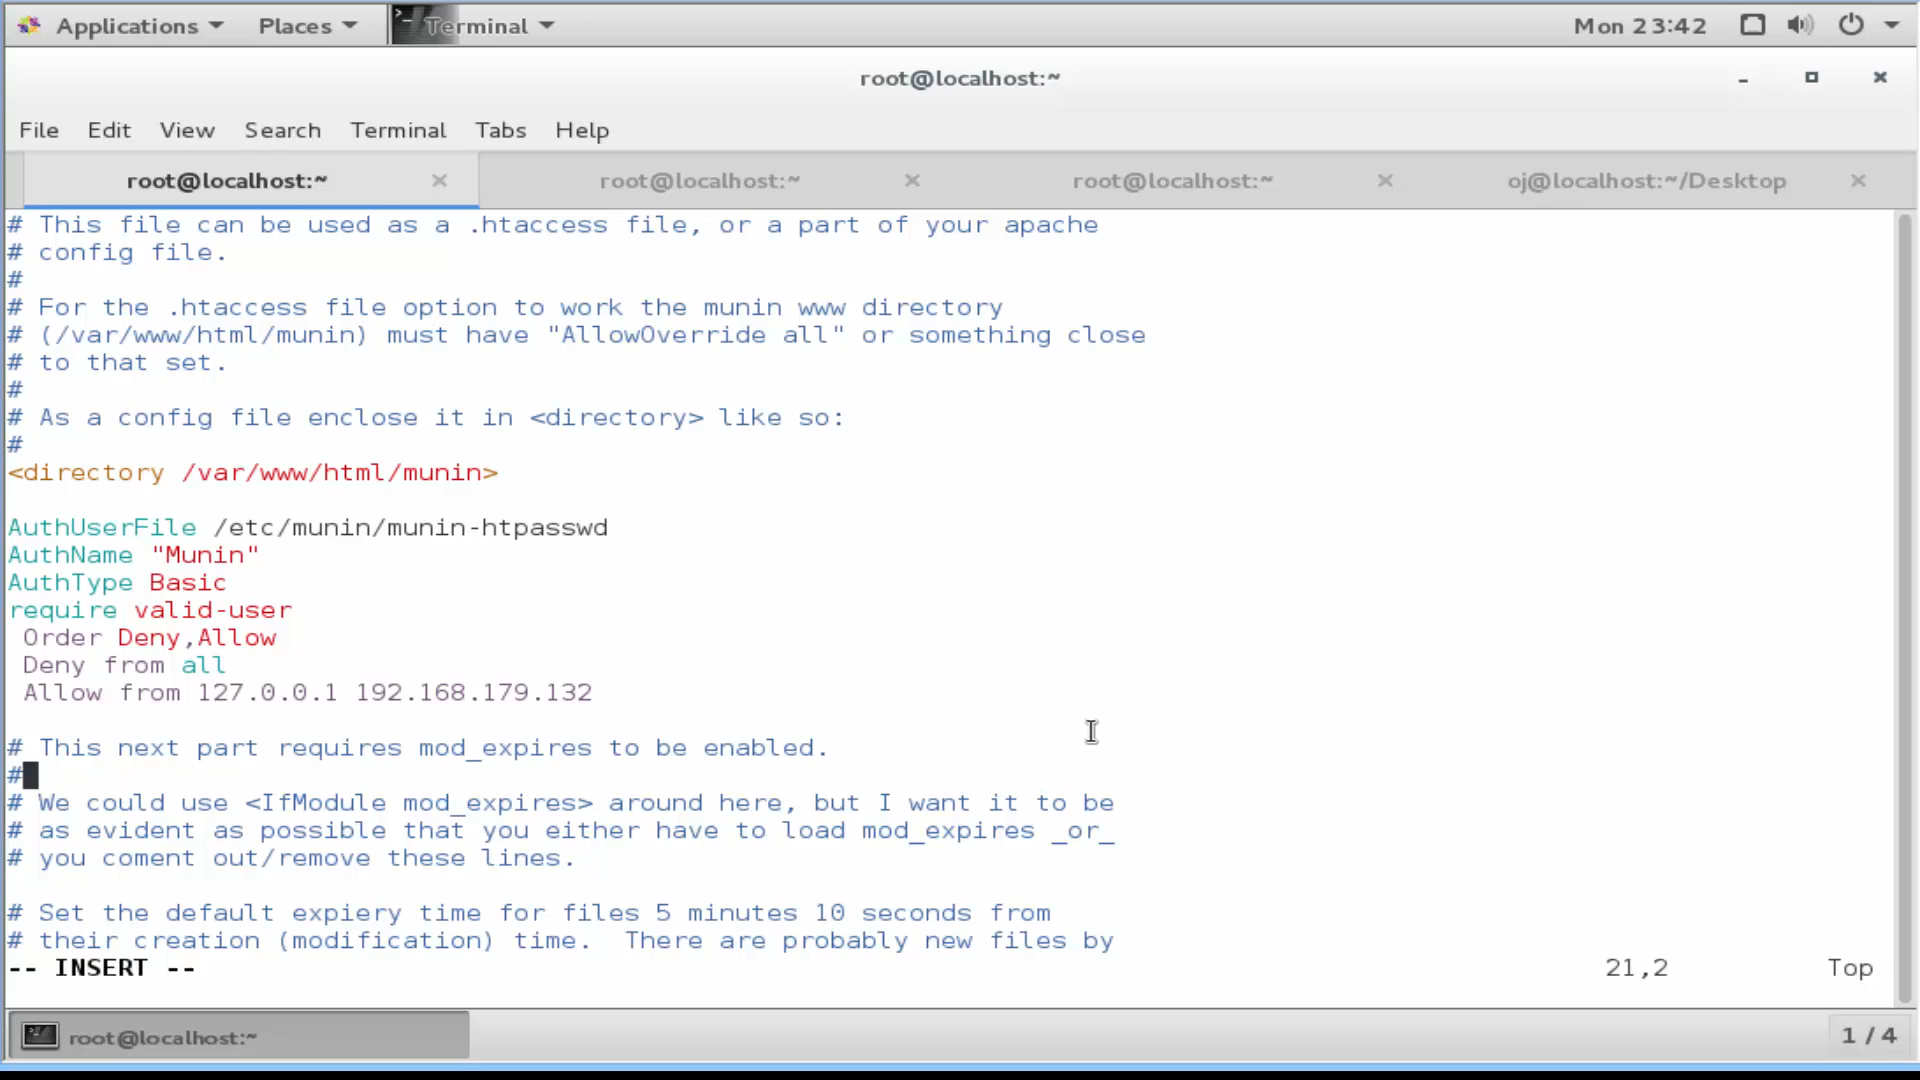 Applications Places Terminal Mon 23:42
root@localhost:~
File Edit View Search Terminal Tabs Help
root@localhost:~ root@localhost:~ root@localhost:~ oj@localhost:~/Desktop
# This file can be used as a .htaccess file, or a part of your apache
# config file.
#
# For the .htaccess file option to work the munin www directory
# (/var/www/html/munin) must have "AllowOverride all" or something close
# to that set.
#
# As a config file enclose it in <directory> like so:
#
<directory /var/www/html/munin>
AuthUserFile /etc/munin/munin-htpasswd
AuthName "Munin"
AuthType Basic
require valid-user
Order Deny,Allow
Deny from all
Allow from 127.0.0.1 192.168.179.132
# This next part requires mod_expires to be enabled.
#
# We could use <IfModule mod_expires> around here, but I want it to be
# as evident as possible that you either have to load mod_expires _or_
# you coment out/remove these lines.
# Set the default expiery time for files 5 minutes 10 seconds from
# their creation (modification) time.  There are probably new files by
-- INSERT -- 21,2 Top
root@localhost:~ 1 / 4